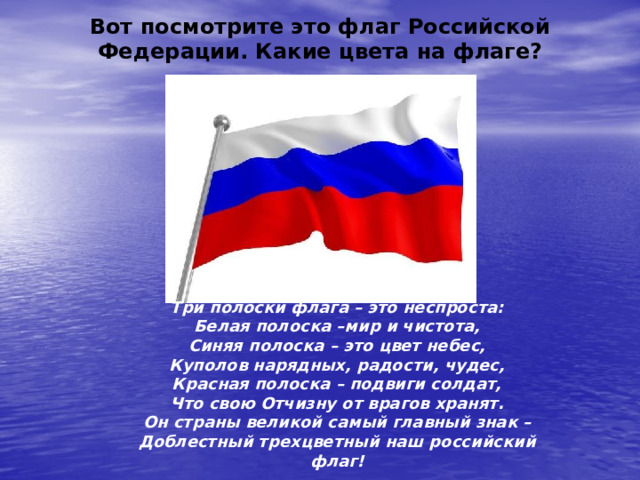 Вот посмотрите это флаг Российской
Федерации. Какие цвета на флаге?
Три полоски флага – это неспроста:
Белая полоска –мир и чистота,
Синяя полоска – это цвет небес,
Куполов нарядных, радости, чудес,
Красная полоска – подвиги солдат,
Что свою Отчизну от врагов хранят.
Он страны великой самый главный знак –
Доблестный трехцветный наш российский
флаг!